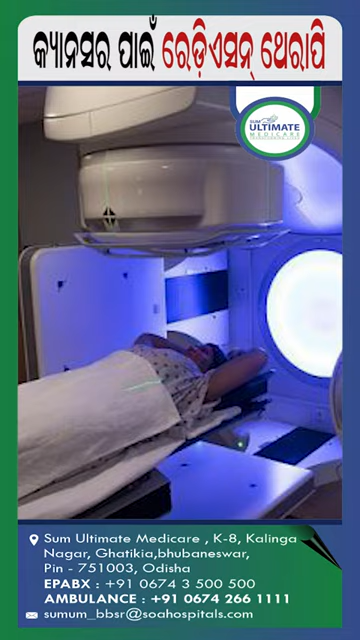 କ୍ୟାନସର ପାଇଁ ରେଡ଼ିଏସନ୍ ଥେରାପି
SUM
ULTIMATE
MEDICARE
Sum Ultimate Medicare , K-8, Kalinga
Nagar, Ghatikia,bhubaneswar,
Pin - 751003, Odisha
EPABX : +91 0674 3 500 500
AMBULANCE : +91 0674 266 1111
sumum_bbsr@soahospitals.com